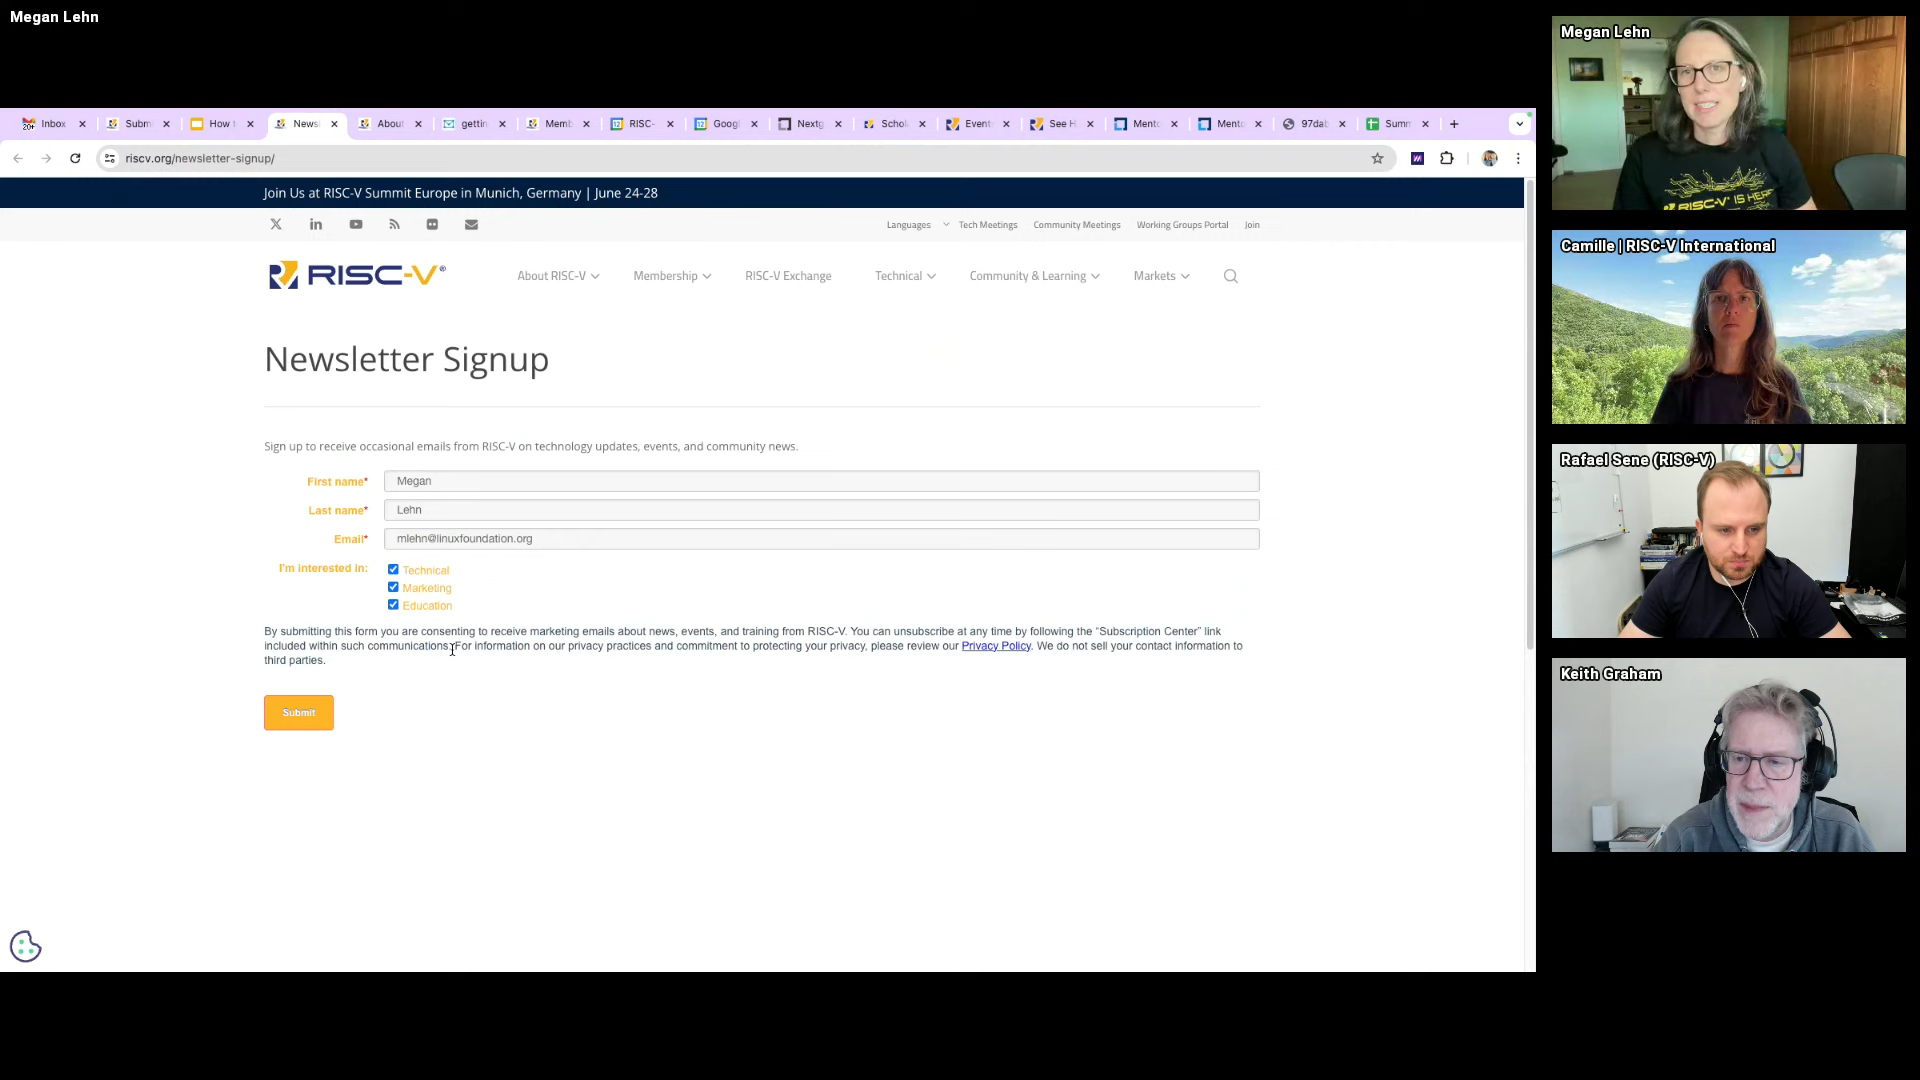 Megan Lehn
Inbox
Subm
How
News
About
gettin
Memb
RISC-
Googl
Nextg
Schol
Event
See H
Mento
Mento
97dab
Summ
riscv.org/newsletter-signup/
Join Us at RISC-V Summit Europe in Munich, Germany | June 24-28
Languages Tech Meetings Community Meetings Working Groups Portal Join
RISC-V®
About RISC-V Membership RISC-V Exchange Technical Community & Learning Markets
Newsletter Signup
Sign up to receive occasional emails from RISC-V on technology updates, events, and community news.
First name* Megan
Last name* Lehn
Email* mlehn@linuxfoundation.org
I'm interested in: Technical
Marketing
Education
By submitting this form you are consenting to receive marketing emails about news, events, and training from RISC-V. You can unsubscribe at any time by following the “Subscription Center” link
included within such communications. For information on our privacy practices and commitment to protecting your privacy, please review our Privacy Policy. We do not sell your contact information to
third parties.
Submit
Megan Lehn
RISC-V® IS HERE
Camille | RISC-V International
Rafael Sene (RISC-V)
Keith Graham